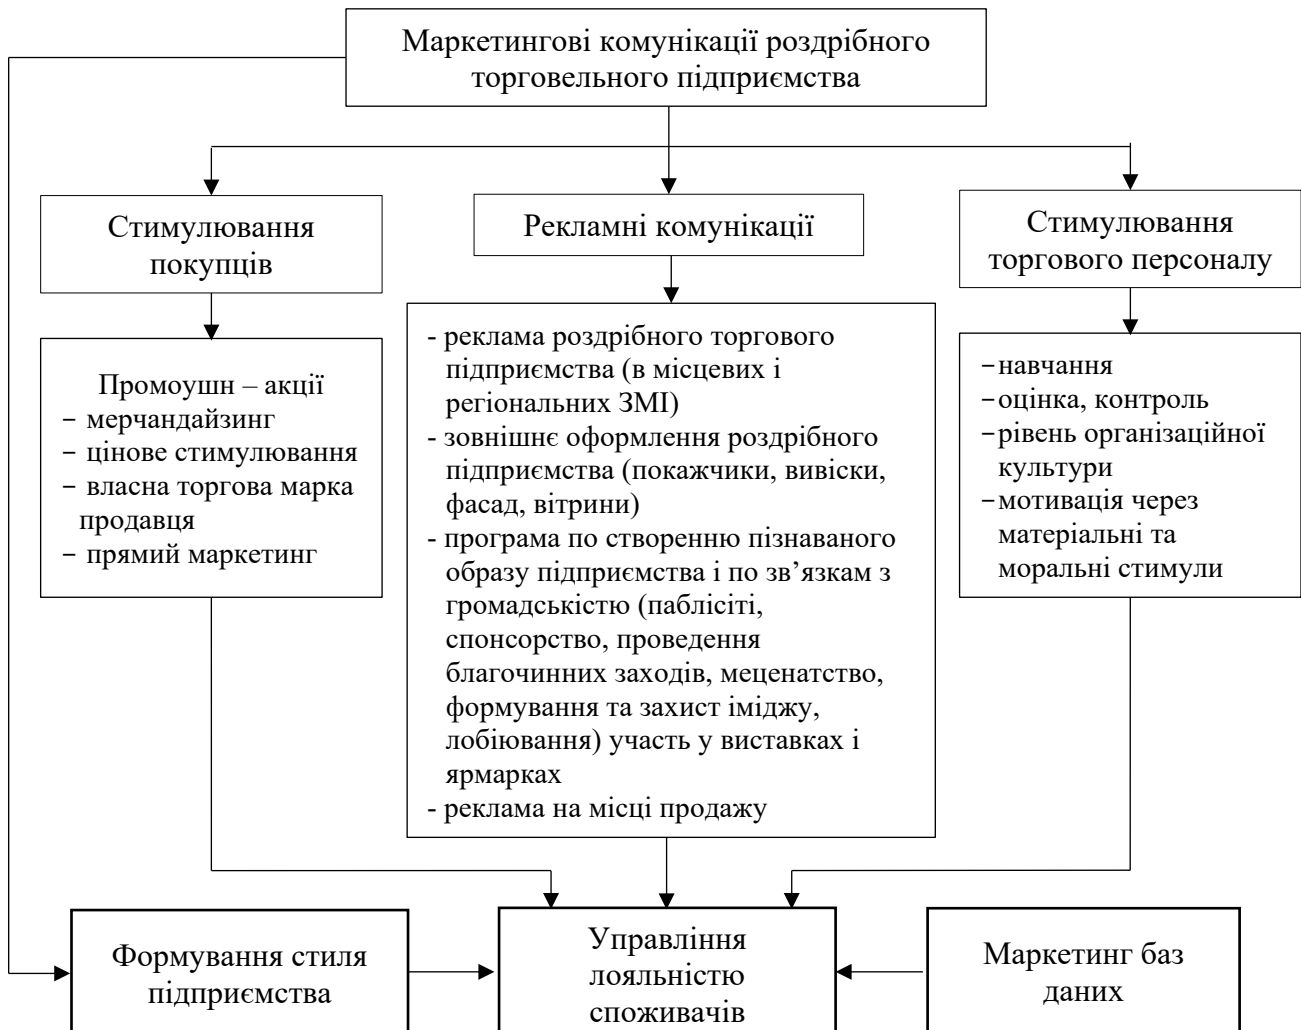 Маркетингові комунікації роздрібного
торговельного підприємства
Стимулювання
покупців
Рекламні комунікації
Стимулювання
торгового персоналу
Промоушн – акції
– мерчандайзинг
– цінове стимулювання
– власна торгова марка
продавця
– прямий маркетинг
- реклама роздрібного торгового
підприємства (в місцевих і
регіональних ЗМІ)
- зовнішнє оформлення роздрібного
підприємства (покажчики, вивіски,
фасад, вітрини)
- програма по створенню пізнаваного
образу підприємства і по зв’язкам з
громадськістю (паблісіті,
спонсорство, проведення
благочинних заходів, меценатство,
формування та захист іміджу,
лобіювання) участь у виставках і
ярмарках
- реклама на місці продажу
– навчання
– оцінка, контроль
– рівень організаційної
культури
– мотивація через
матеріальні та
моральні стимули
Формування стиля
підприємства
Управління
лояльністю
споживачів
Маркетинг баз
даних